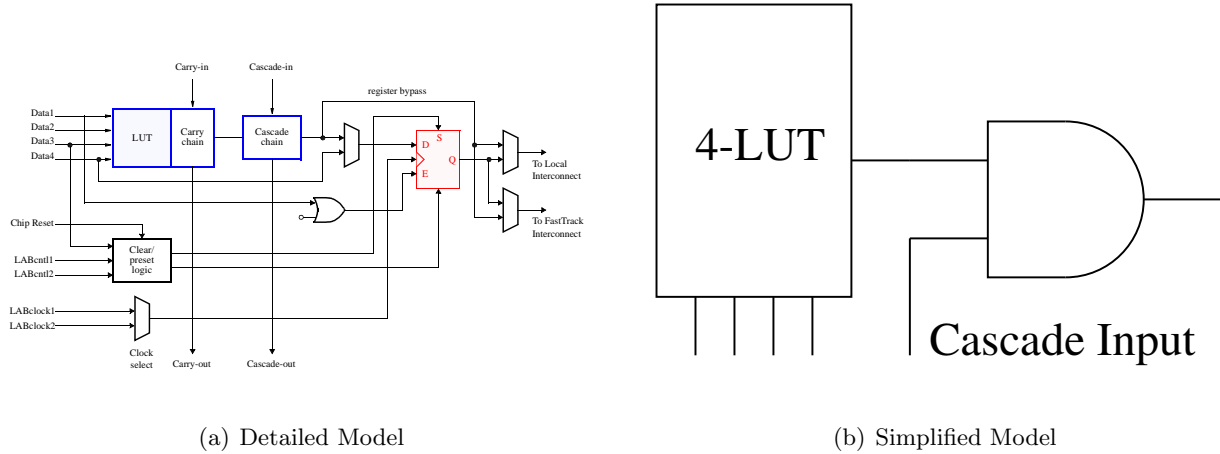 Carry-in
Cascade-in
register bypass
Data1
Data2
Data3
Data4
LUT
Carry
chain
Cascade
chain
S
D
Q
E
To Local
Interconnect
To FastTrack
Interconnect
Chip Reset
LABcntl1
LABcntl2
Clear/
preset
logic
LABclock1
LABclock2
Clock
select
Carry-out
Cascade-out
(a) Detailed Model
4-LUT
Cascade Input
(b) Simplified Model